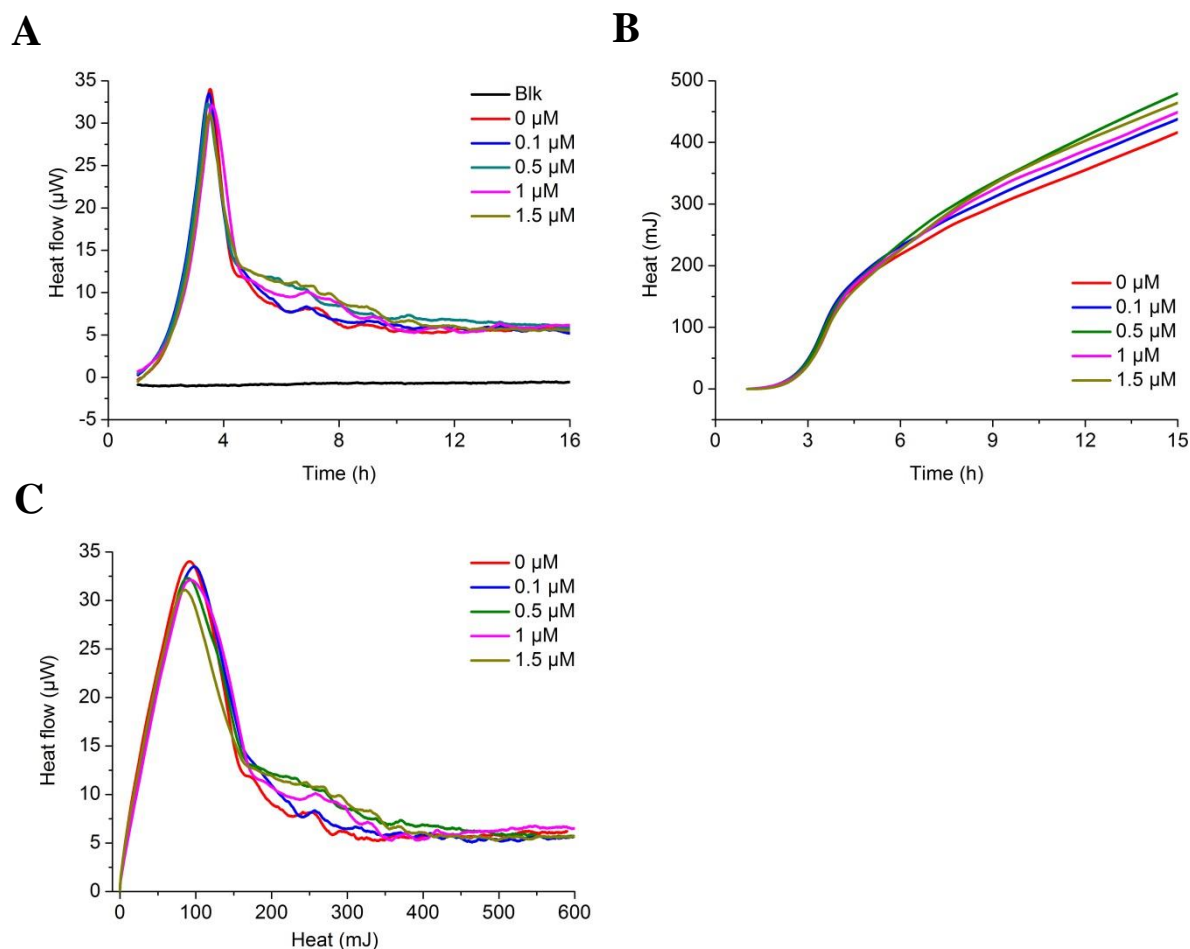 A
Heat flow (µW)
35
30
25
20
15
10
5
0
-5
0 4 8 12 16
Time (h)
Blk
0 µM
0.1 µM
0.5 µM
1 µM
1.5 µM
B
Heat (mJ)
500
400
300
200
100
0
0 3 6 9 12 15
Time (h)
0 µM
0.1 µM
0.5 µM
1 µM
1.5 µM
C
Heat flow (µW)
35
30
25
20
15
10
5
0
0 100 200 300 400 500 600
Heat (mJ)
0 µM
0.1 µM
0.5 µM
1 µM
1.5 µM